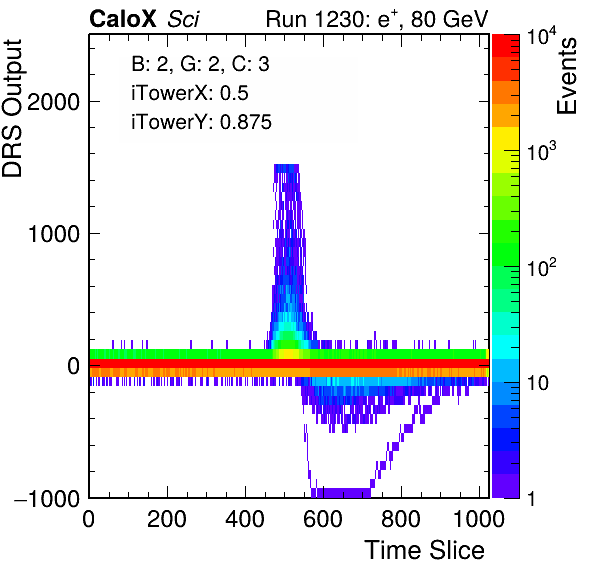 CaloX Sci Run 1230: e⁺, 80 GeV
B: 2, G: 2, C: 3
iTowerX: 0.5
iTowerY: 0.875
DRS Output
2000
1000
0
−1000
0 200 400 600 800 1000
Time Slice
Events
10⁴
10³
10²
10
1